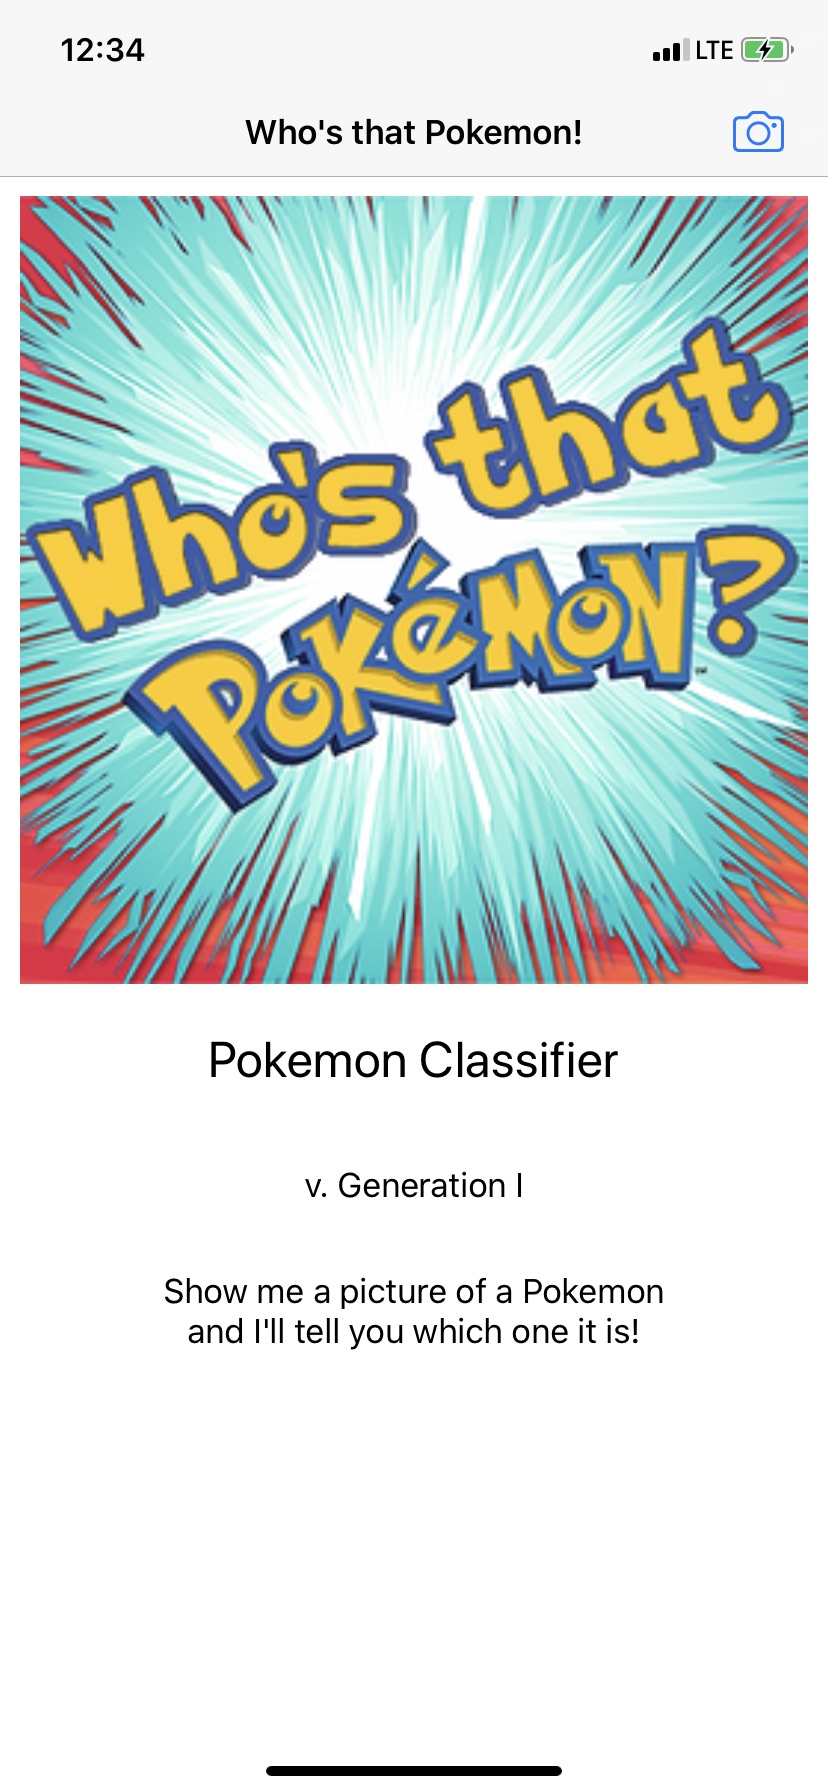 12:34
LTE
Who's that Pokemon!
Who's that
Pokémon?
™
Pokemon Classifier
v. Generation I
Show me a picture of a Pokemon
and I'll tell you which one it is!